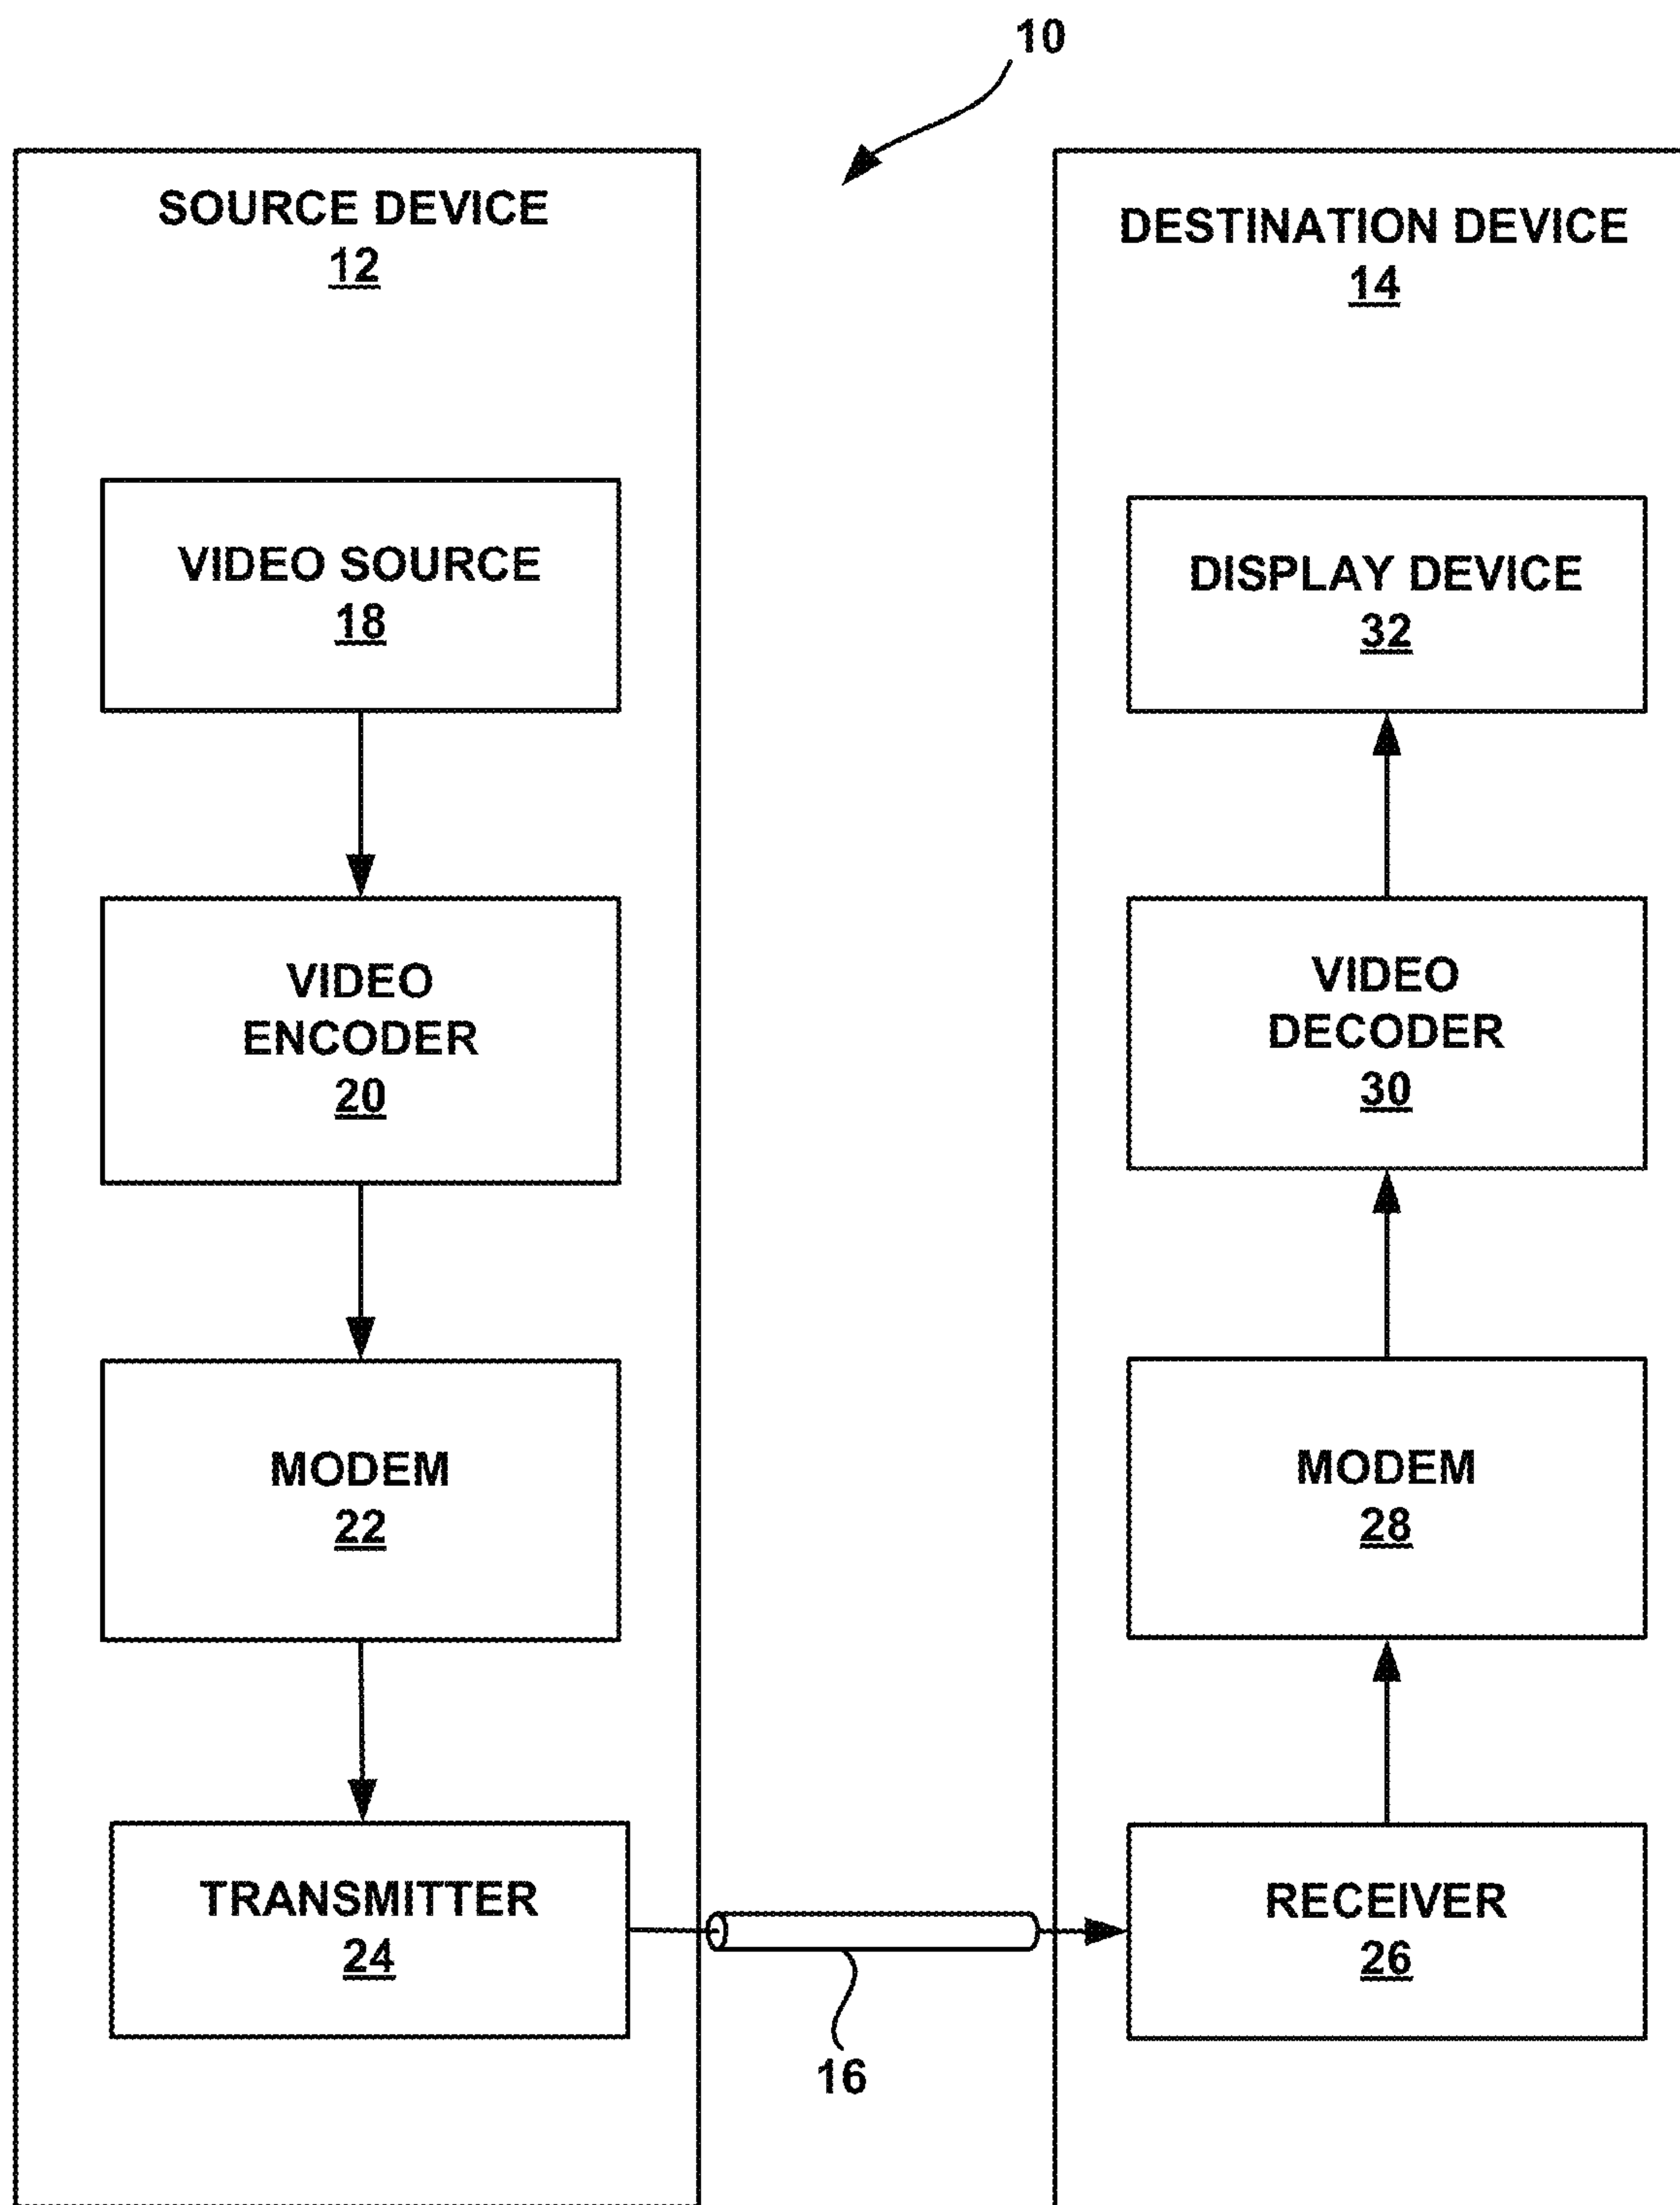 10
SOURCE DEVICE
12
VIDEO SOURCE
18
VIDEO
ENCODER
20
MODEM
22
TRANSMITTER
24
16
DESTINATION DEVICE
14
DISPLAY DEVICE
32
VIDEO
DECODER
30
MODEM
28
RECEIVER
26